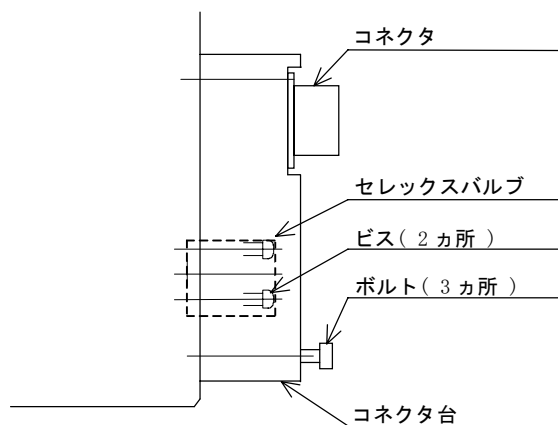 コネクタ
セレックスバルブ
ビス( 2 ヵ所 )
ボルト( 3 ヵ所 )
コネクタ台